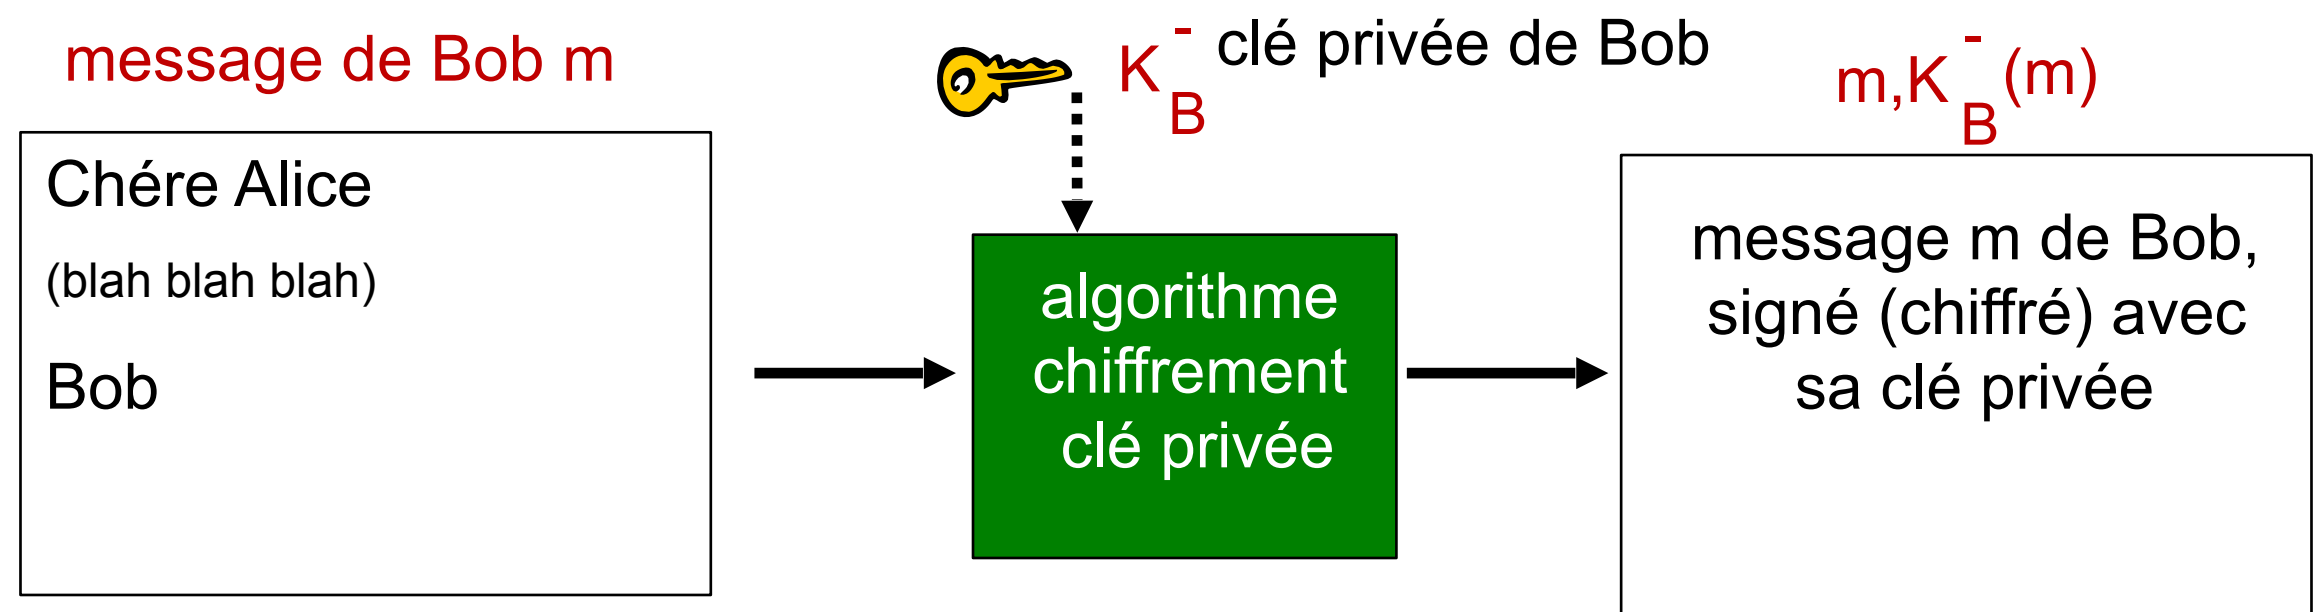 message de Bob m
Chére Alice
(blah blah blah)
Bob
K
-
B
clé privée de Bob
algorithme
chiffrement
clé privée
m,K
-
B
(m)
message m de Bob,
signé (chiffré) avec
sa clé privée